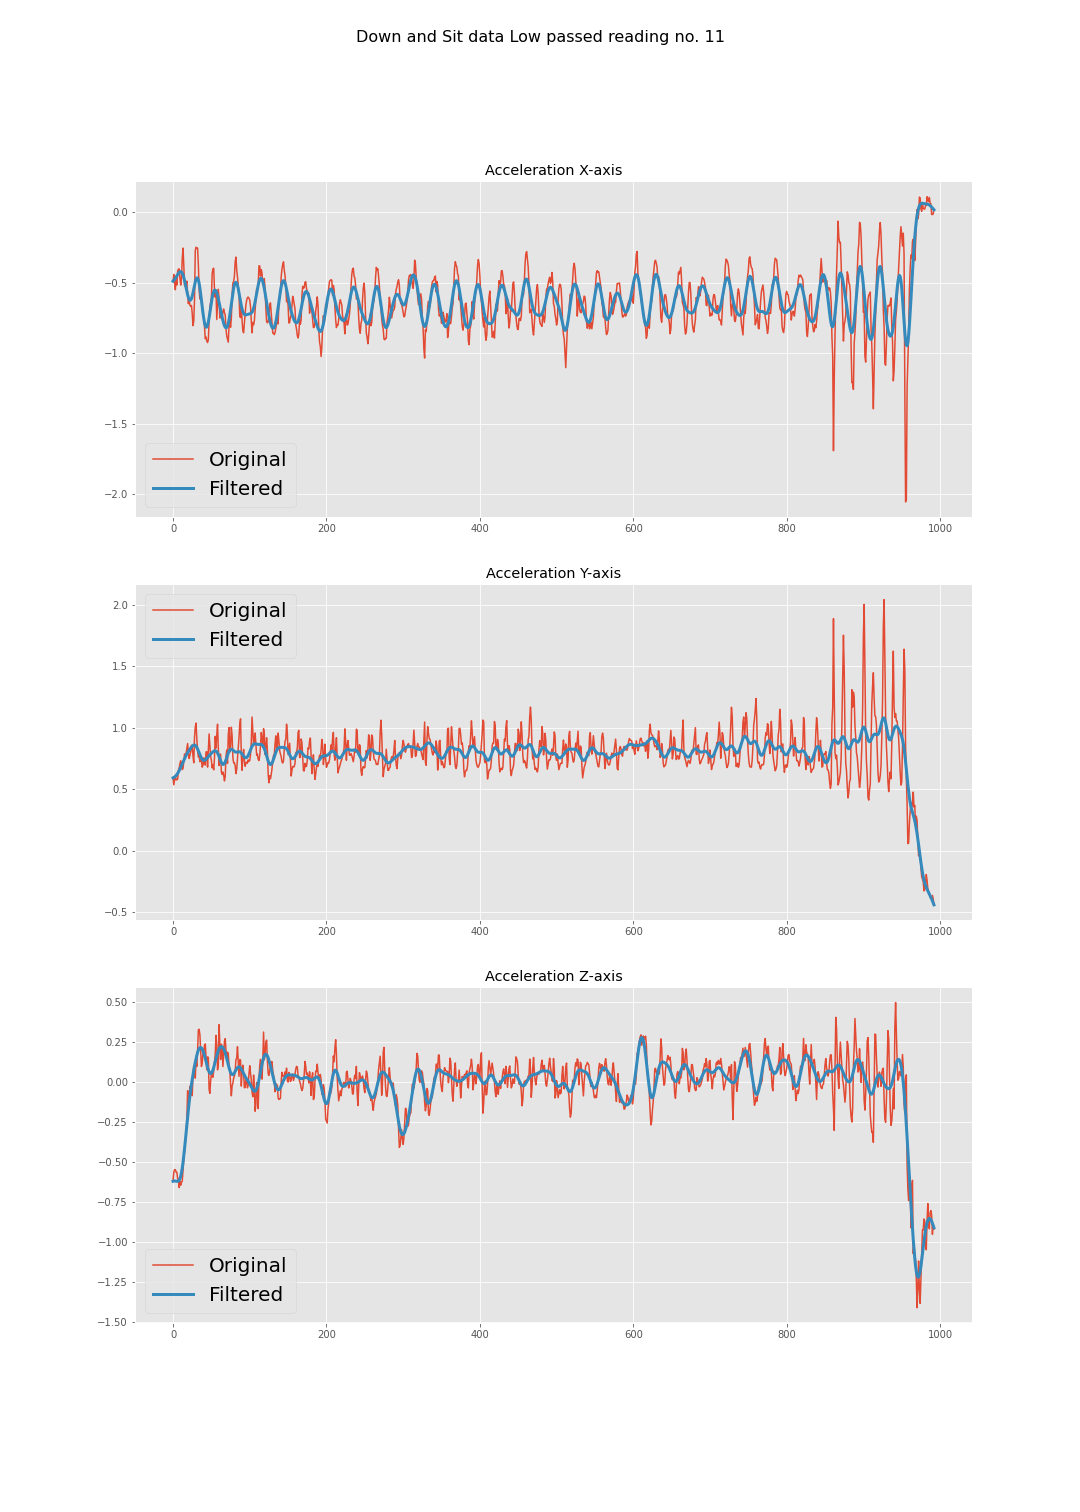 Down and Sit data Low passed reading no. 11
Acceleration X-axis
0.0
−0.5
−1.0
−1.5
−2.0
Original
Filtered
0 200 400 600 800 1000
Acceleration Y-axis
2.0
1.5
1.0
0.5
0.0
−0.5
Original
Filtered
0 200 400 600 800 1000
Acceleration Z-axis
0.50
0.25
0.00
−0.25
−0.50
−0.75
−1.00
−1.25
−1.50
Original
Filtered
0 200 400 600 800 1000